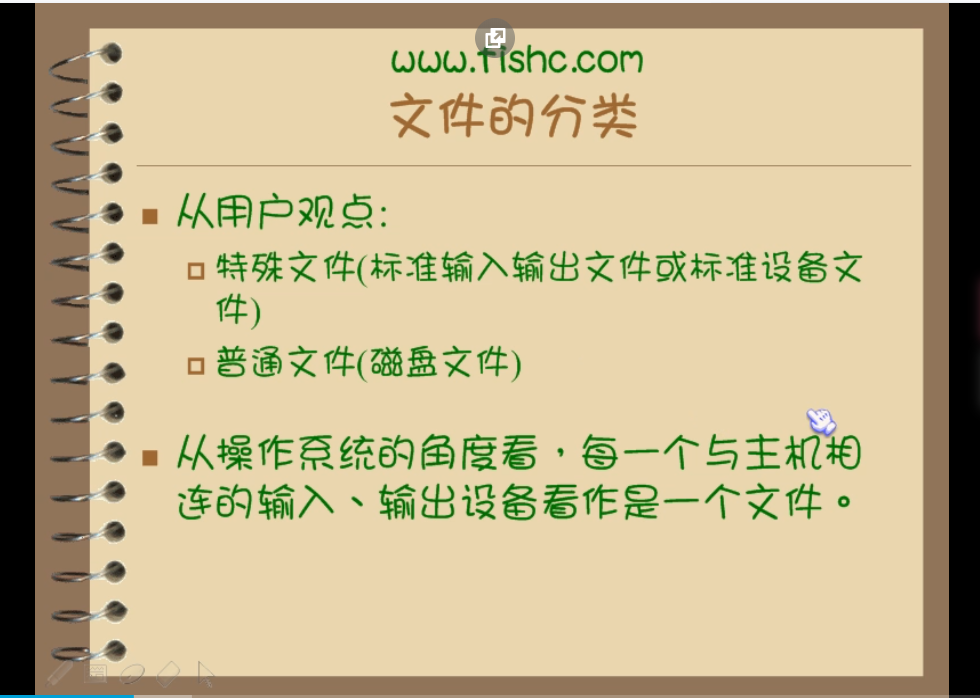 www.fishc.com
文件的分类
从用户观点:
特殊文件(标准输入输出文件或标准设备文
件)
普通文件(磁盘文件)
从操作系统的角度看，每一个与主机相
连的输入、输出设备看作是一个文件。